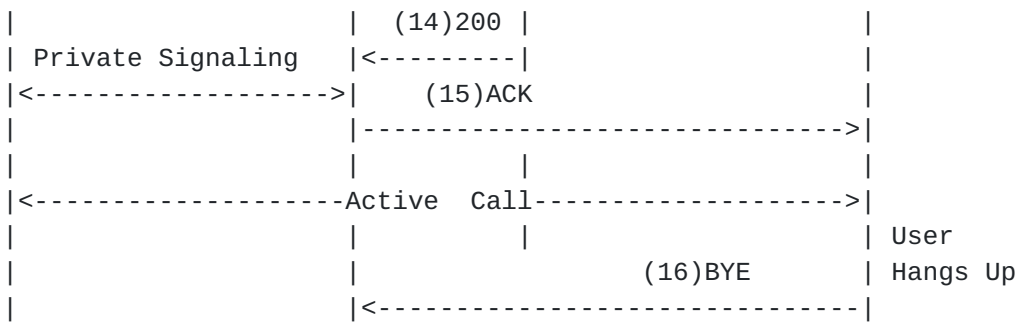 |                     |  (14)200 |                     |
| Private Signaling   |<---------|                     |
|<------------------->|    (15)ACK                     |
|                     |------------------------------->|
|                     |          |                     |
|<--------------------Active  Call-------------------->|
|                     |          |                     | User
|                     |                  (16)BYE       | Hangs Up
|                     |<-------------------------------|